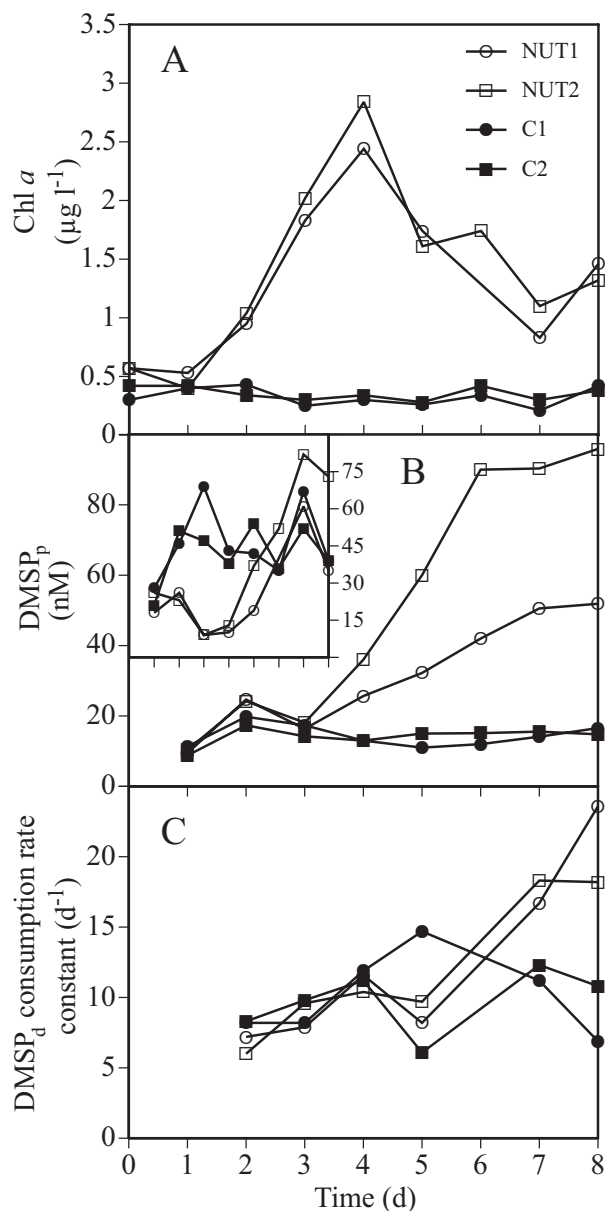 3.5
3
2.5
2
1.5
1
0.5
0
Chl a
(µg l-1)
A
NUT1
NUT2
C1
C2
80
60
40
20
0
DMSPp
(nM)
75
60
45
30
15
B
20
15
10
5
0
DMSPd consumption rate
constant (d-1)
C
0 1 2 3 4 5 6 7 8
Time (d)